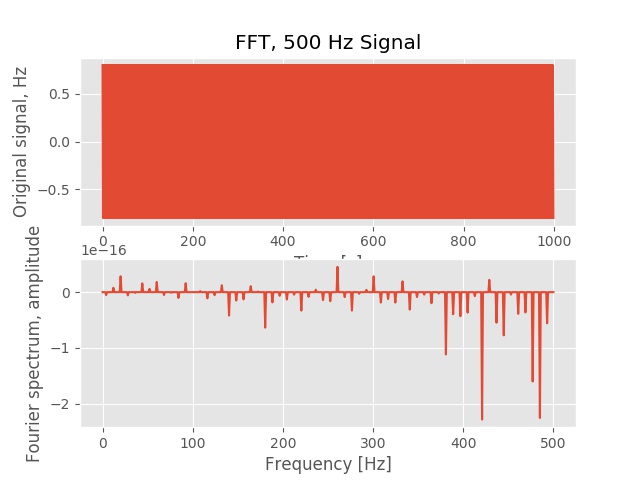 FFT, 500 Hz Signal
Original signal, Hz
0.5
0.0
−0.5
0 200 400 600 800 1000
1e−16
Fourier spectrum, amplitude
0
−1
−2
0 100 200 300 400 500
Frequency [Hz]